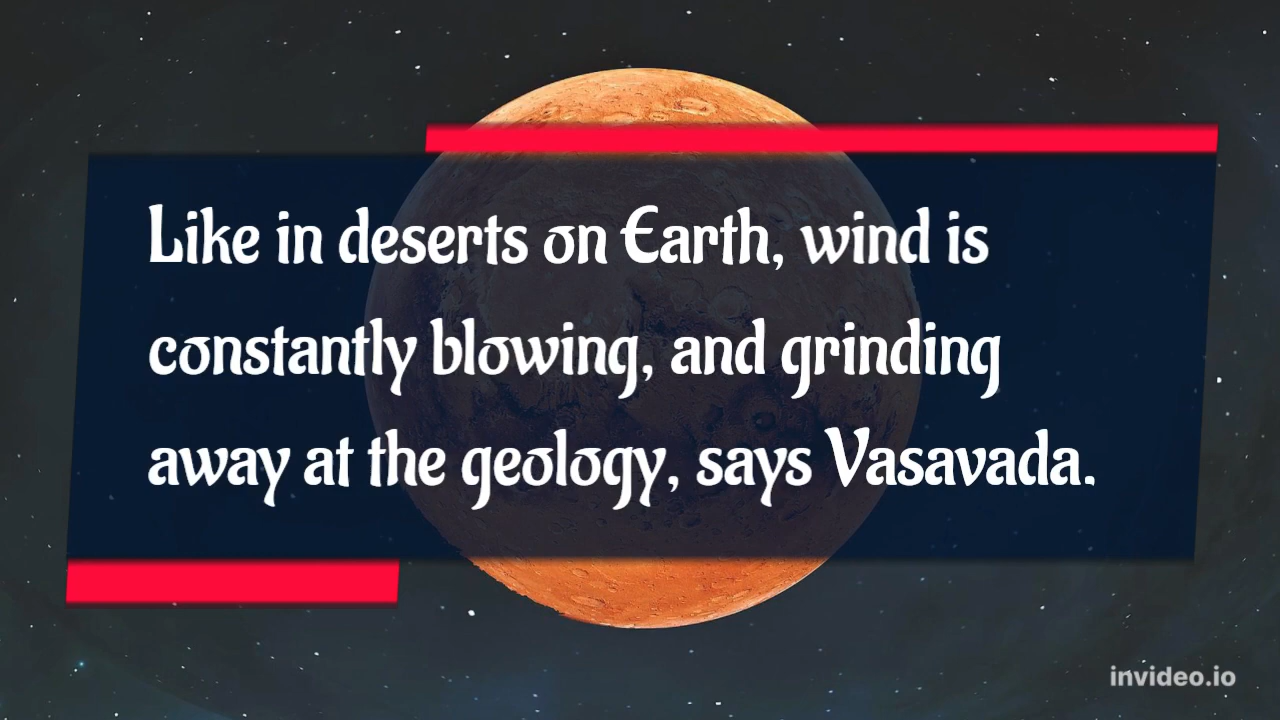 Like in deserts on Earth, wind is
constantly blowing, and grinding
away at the geology, says Vasavada.
invideo.io